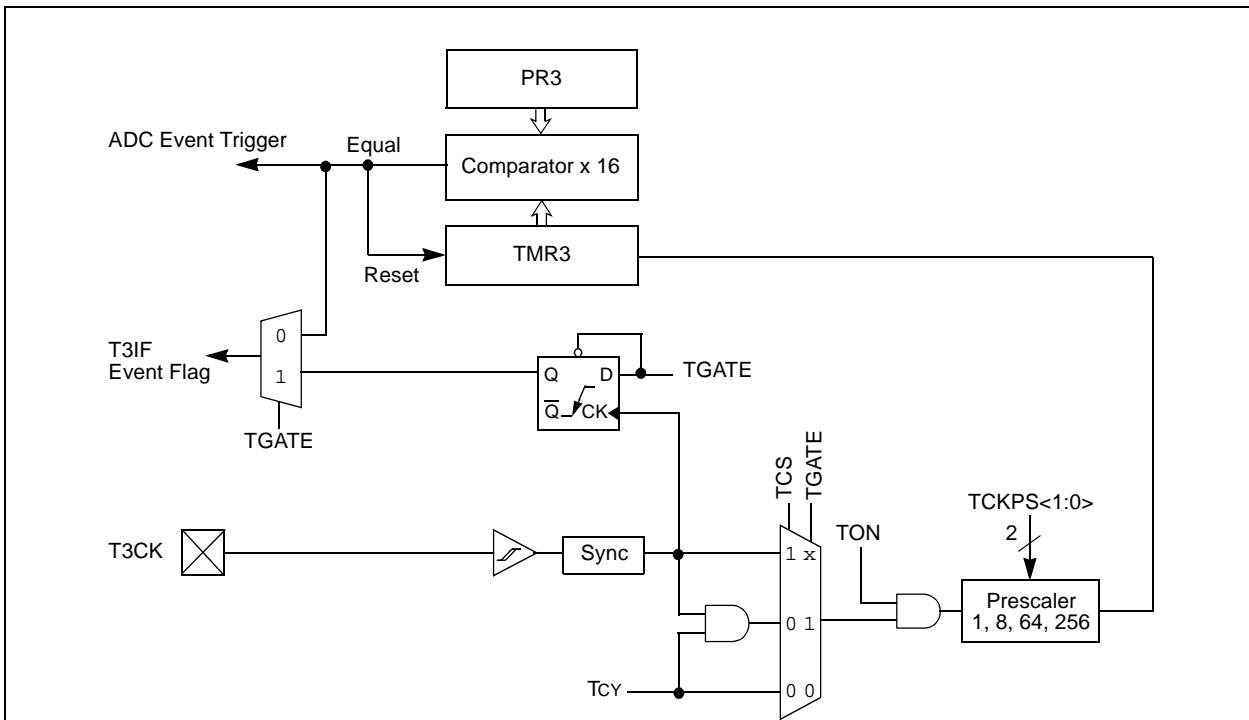 PR3
ADC Event Trigger
Equal
Comparator x 16
TMR3
Reset
0
T3IF
Event Flag
1
Q
D
TGATE
Q̅
CK
TGATE
TCS
TGATE
TCKPS<1:0>
2
TON
T3CK
Sync
1 x
Prescaler
1, 8, 64, 256
0 1
TCY
0 0